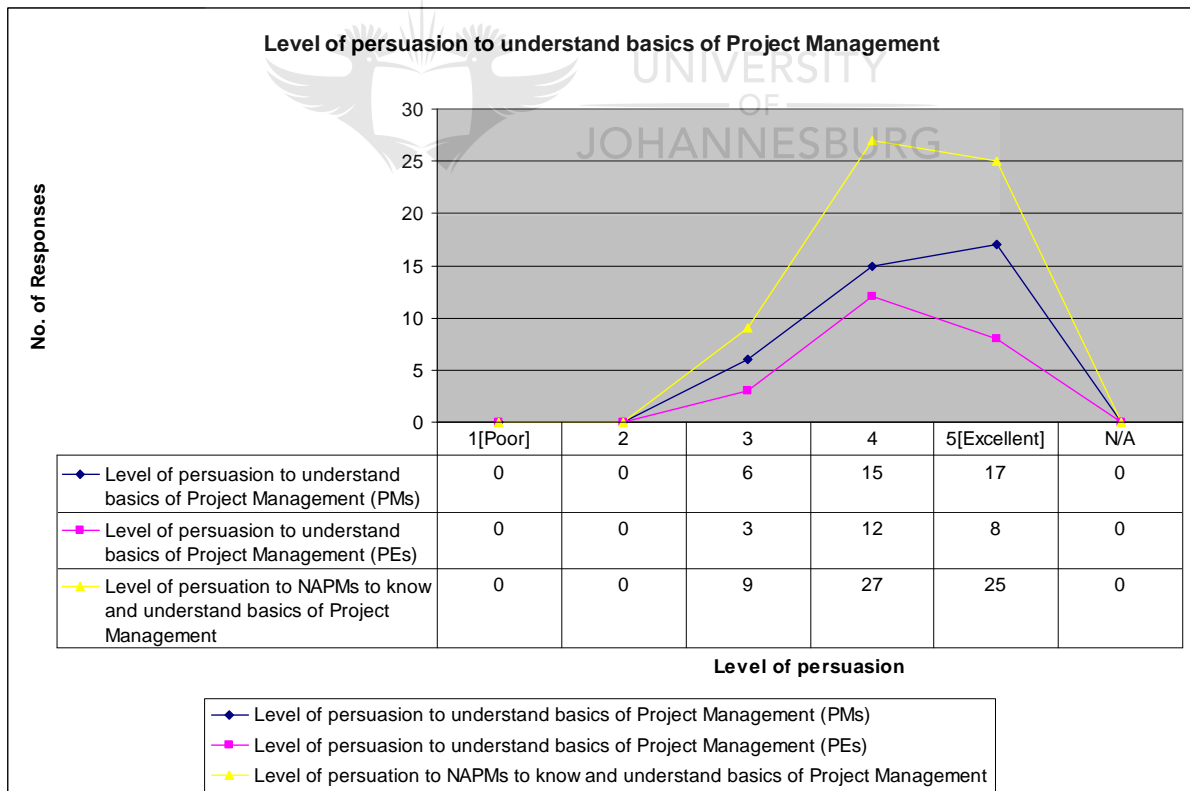 Level of persuasion to understand basics of Project Management
UNIVERSITY
OF
JOHANNESBURG
No. of Responses
30
25
20
15
10
5
0
1[Poor] 2 3 4 5[Excellent] N/A
Level of persuasion to understand
basics of Project Management (PMs)
0 0 6 15 17 0
Level of persuasion to understand
basics of Project Management (PEs)
0 0 3 12 8 0
Level of persuation to NAPMs to know
and understand basics of Project
Management
0 0 9 27 25 0
Level of persuasion
Level of persuasion to understand basics of Project Management (PMs)
Level of persuasion to understand basics of Project Management (PEs)
Level of persuation to NAPMs to know and understand basics of Project Management